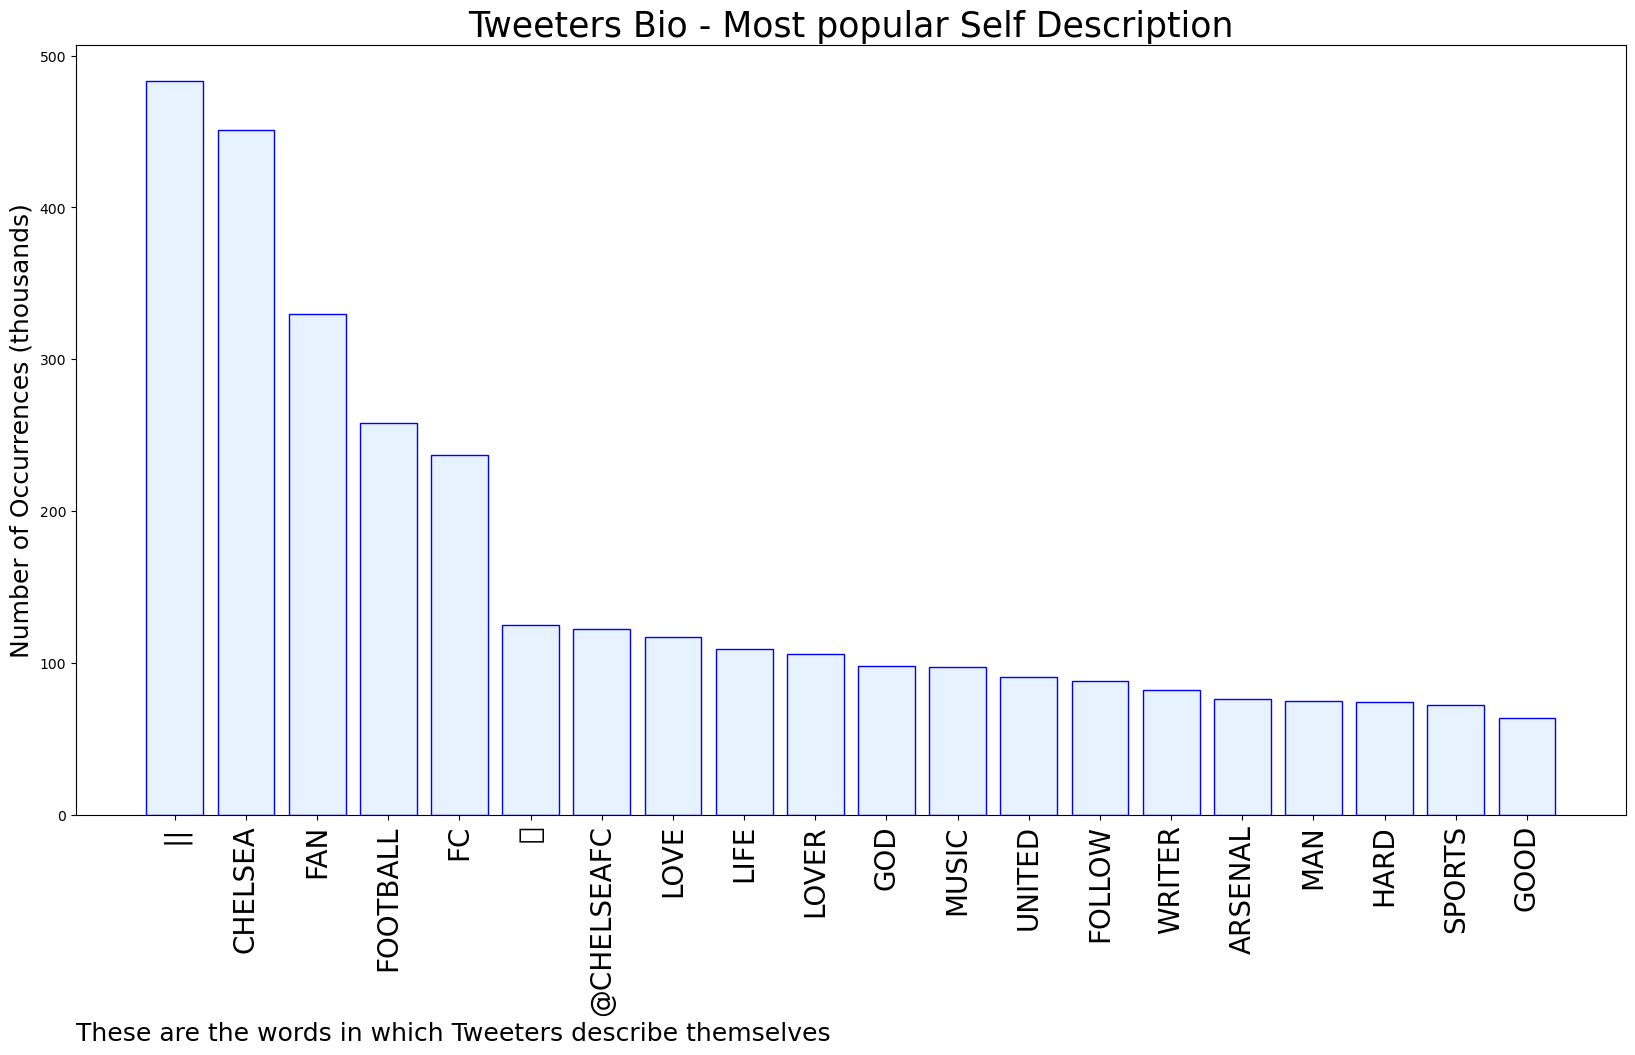 Tweeters Bio - Most popular Self Description
Number of Occurrences (thousands)
500
400
300
200
100
0
||
CHELSEA
FAN
FOOTBALL
FC
@CHELSEAFC
LOVE
LIFE
LOVER
GOD
MUSIC
UNITED
FOLLOW
WRITER
ARSENAL
MAN
HARD
SPORTS
GOOD
These are the words in which Tweeters describe themselves